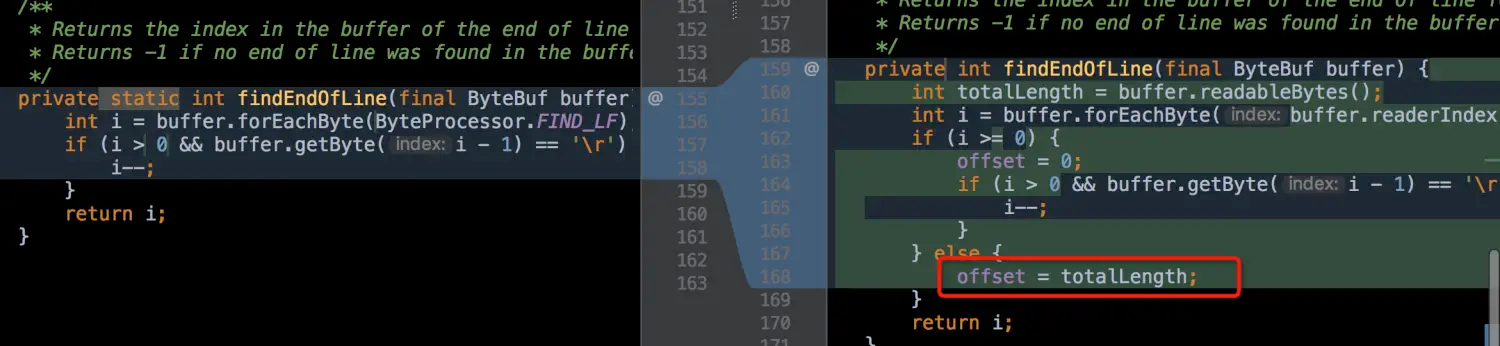 /**
* Returns the index in the buffer of the end of line
* Returns -1 if no end of line was found in the buffe
*/
private static int findEndOfLine(final ByteBuf buffer)
int i = buffer.forEachByte(ByteProcessor.FIND_LF)
if (i > 0 && buffer.getByte( index: i - 1) == '\r')
i--;
}
return i;
}
151
152
153
154
155
156
157
158
159
160
161
162
163
@
157
158
159
160
161
162
163
164
165
166
167
168
169
170
@
* Returns the index in the buffer of the end of line
* Returns -1 if no end of line was found in the buffer
*/
private int findEndOfLine(final ByteBuf buffer) {
int totalLength = buffer.readableBytes();
int i = buffer.forEachByte( index: buffer.readerIndex
if (i >= 0) {
offset = 0;
if (i > 0 && buffer.getByte( index: i - 1) == '\r
i--;
}
} else {
offset = totalLength;
}
return i;